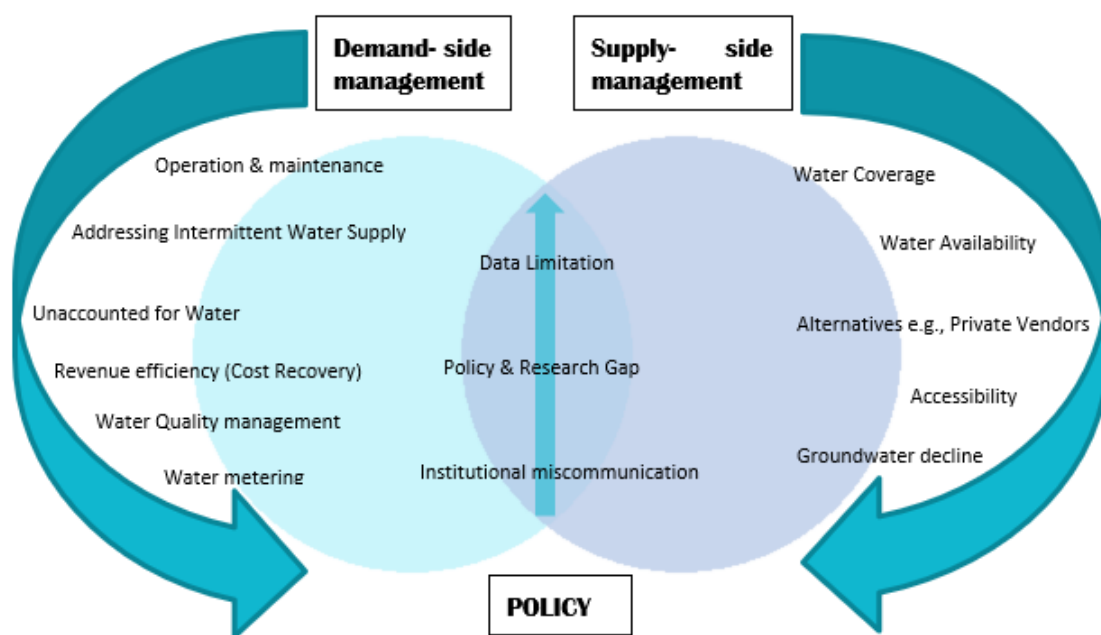 Demand- side
management
Supply- side
management
Operation & maintenance
Addressing Intermittent Water Supply
Unaccounted for Water
Revenue efficiency (Cost Recovery)
Water Quality management
Water metering
Data Limitation
Policy & Research Gap
Institutional miscommunication
Water Coverage
Water Availability
Alternatives e.g., Private Vendors
Accessibility
Groundwater decline
POLICY